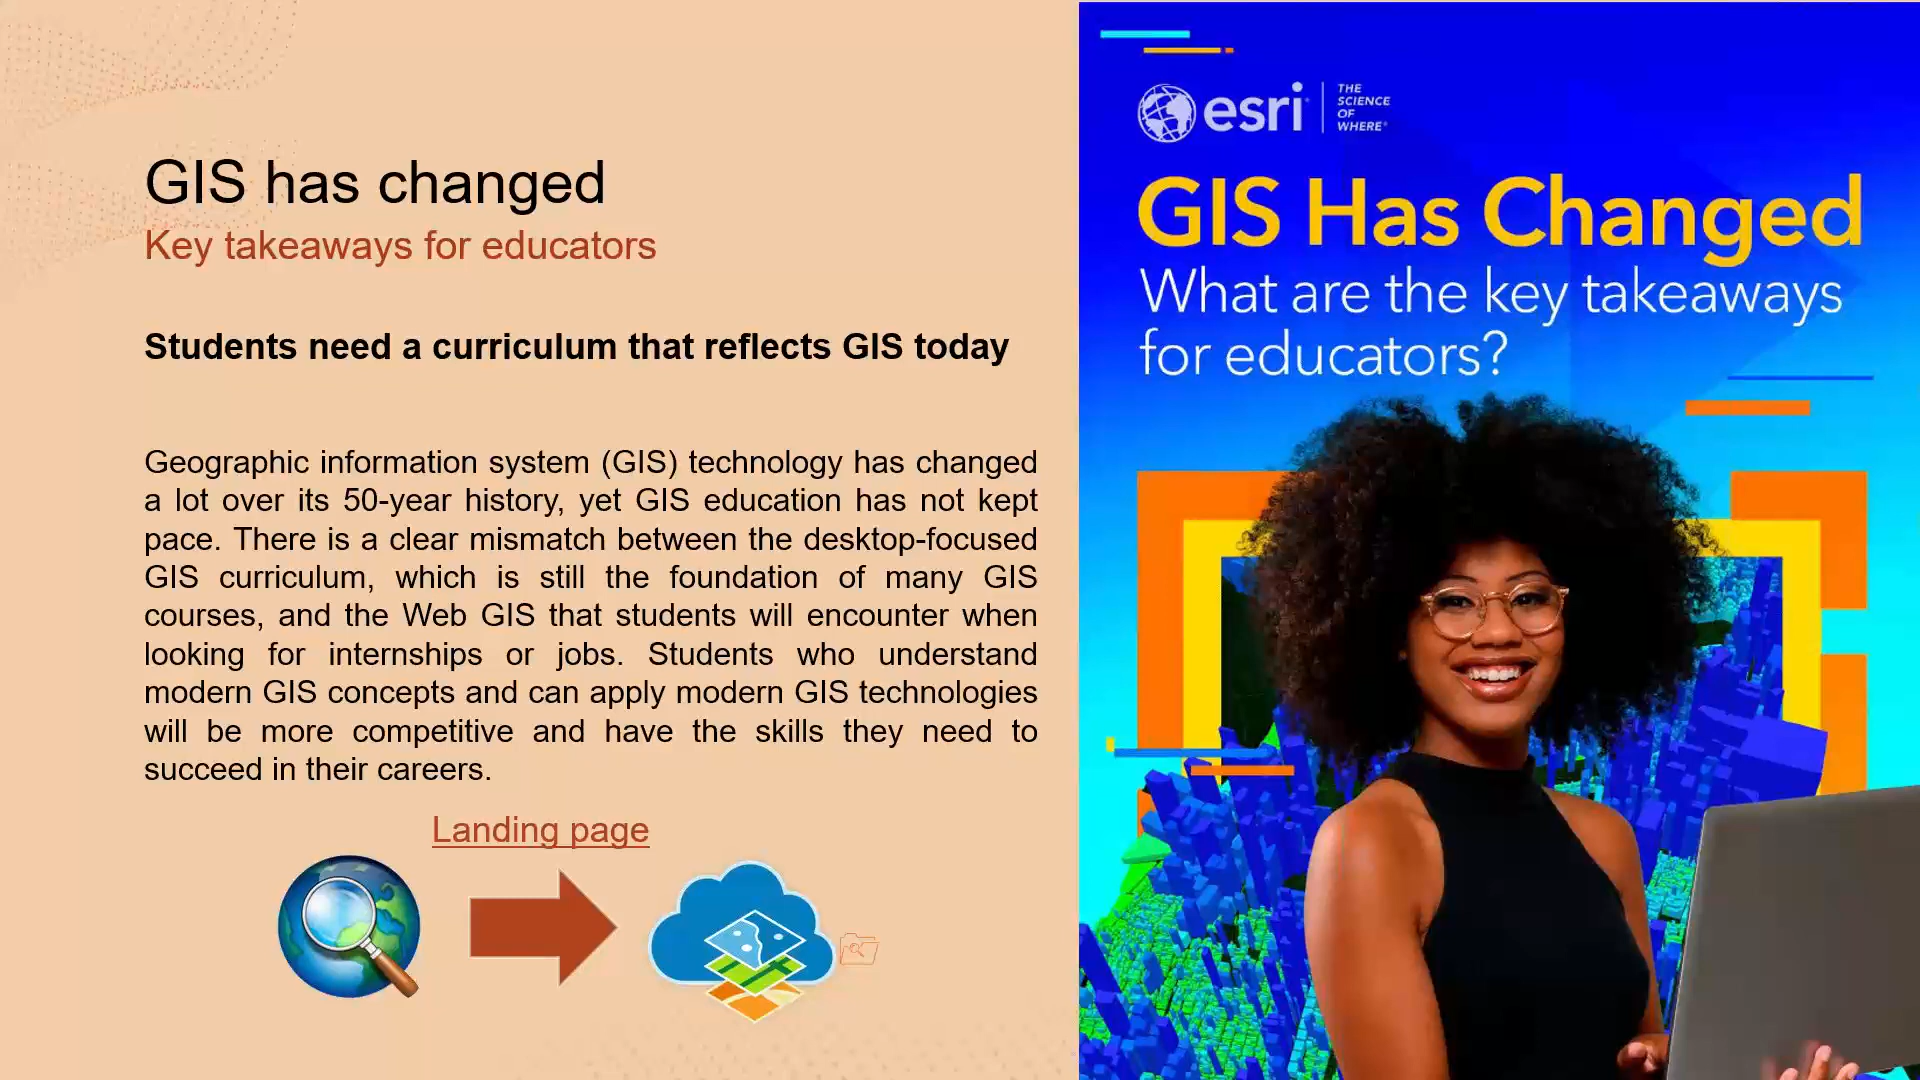 GIS has changed
Key takeaways for educators
Students need a curriculum that reflects GIS today
Geographic information system (GIS) technology has changed
a lot over its 50-year history, yet GIS education has not kept
pace. There is a clear mismatch between the desktop-focused
GIS curriculum, which is still the foundation of many GIS
courses, and the Web GIS that students will encounter when
looking for internships or jobs. Students who understand
modern GIS concepts and can apply modern GIS technologies
will be more competitive and have the skills they need to
succeed in their careers.
Landing page
esri
THE
SCIENCE
OF
WHERE®
GIS Has Changed
What are the key takeaways
for educators?